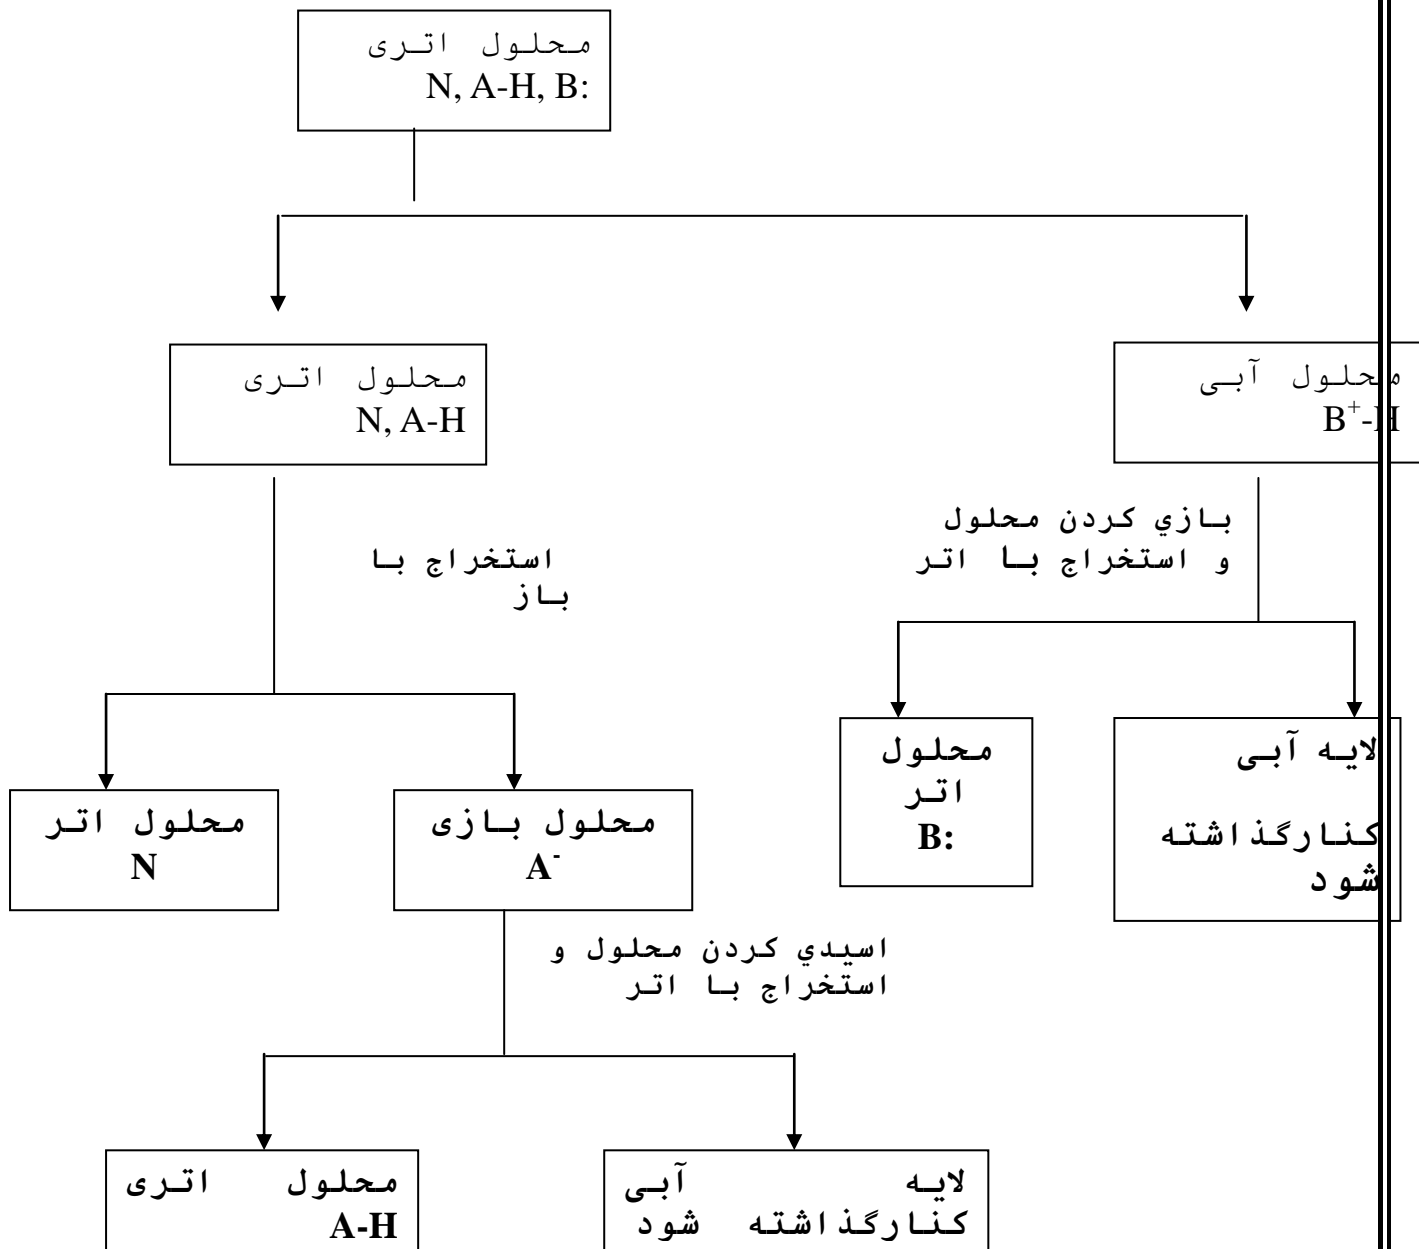 محلول اتری
N, A-H, B:
محلول اتری
N, A-H
محلول آبی
B⁺-H
استخراج با
باز
بازي کردن محلول
و استخراج با اتر
محلول اتر
N
محلول بازی
A⁻
محلول
اتر
B:
لایه آبی
کنارگذاشته
شود
اسيدي کردن محلول و
استخراج با اتر
محلول اتری
A-H
لایه آبی
کنارگذاشته شود